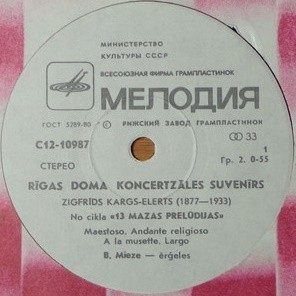 МИНИСТЕРСТВО
КУЛЬТУРЫ СССР
ВСЕСОЮЗНАЯ ФИРМА ГРАМПЛАСТИНОК
МЕЛОДИЯ
ГОСТ 5289-80 * © РИЖСКИЙ ЗАВОД ГРАМПЛАСТИНОК
С12-10987
33
СТЕРЕО
1
Гр. 2. 0-55
RĪGAS DOMA KONCERTZĀLES SUVENĪRS
ZIGFRĪDS KARGS-ELERTS (1877—1933)
No cikla «13 MAZAS PRELŪDIJAS»
Maestoso. Andante religioso
A la musette. Largo
B. Mieze — ērģeles